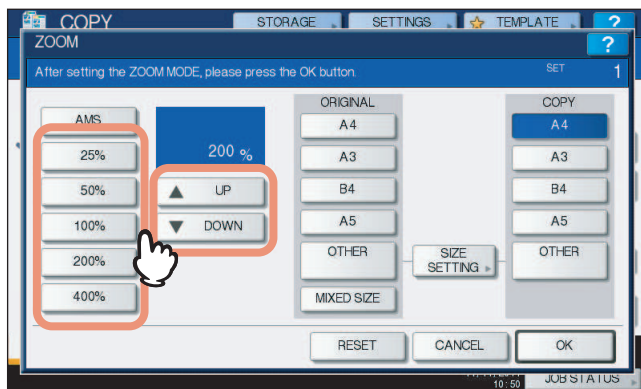 COPY STORAGE SETTINGS TEMPLATE ?
ZOOM ?
After setting the ZOOM MODE, please press the OK button. SET 1
ORIGINAL COPY
AMS 200 % A4 A4
25% A3 A3
50% UP B4 B4
100% DOWN A5 A5
200% OTHER SIZE SETTING OTHER
400% MIXED SIZE
RESET CANCEL OK
10:50 JOB STATUS